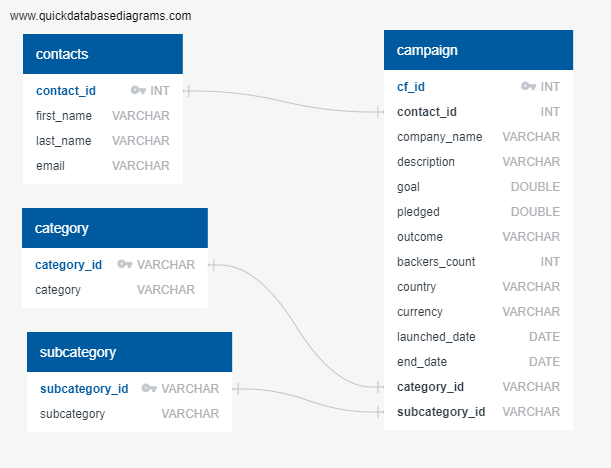 www.quickdatabasediagrams.com
contacts
contact_id INT
first_name VARCHAR
last_name VARCHAR
email VARCHAR
category
category_id VARCHAR
category VARCHAR
subcategory
subcategory_id VARCHAR
subcategory VARCHAR
campaign
cf_id INT
contact_id INT
company_name VARCHAR
description VARCHAR
goal DOUBLE
pledged DOUBLE
outcome VARCHAR
backers_count INT
country VARCHAR
currency VARCHAR
launched_date DATE
end_date DATE
category_id VARCHAR
subcategory_id VARCHAR